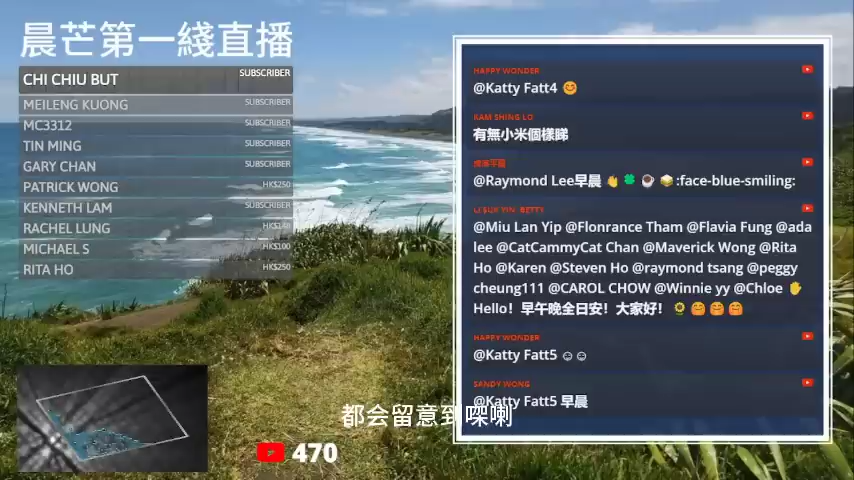 晨芒第一綫直播
CHI CHIU BUT SUBSCRIBER
MEILENG KUONG SUBSCRIBER
MC3312 SUBSCRIBER
TIN MING SUBSCRIBER
GARY CHAN SUBSCRIBER
PATRICK WONG HK$250
KENNETH LAM SUBSCRIBER
RACHEL LUNG
MICHAEL S HK$100
RITA HO HK$250
HAPPY WONDER
@Katty Fatt4 😊
KAM SHING LO
有無小米個樣睇
@Raymond Lee早晨 👋 🍀 ☕ :face-blue-smiling:
LI SUK YIN BETTY
@Miu Lan Yip @Flonrance Tham @Flavia Fung @ada
lee @CatCammyCat Chan @Maverick Wong @Rita
Ho @Karen @Steven Ho @raymond tsang @peggy
cheung111 @CAROL CHOW @Winnie yy @Chloe ✋
Hello! 早午晚全日安! 大家好! 🌻 🤗 🤗 🤗
HAPPY WONDER
@Katty Fatt5 ☺☺
SANDY WONG
@Katty Fatt5 早晨
都会留意到㗎喇
470